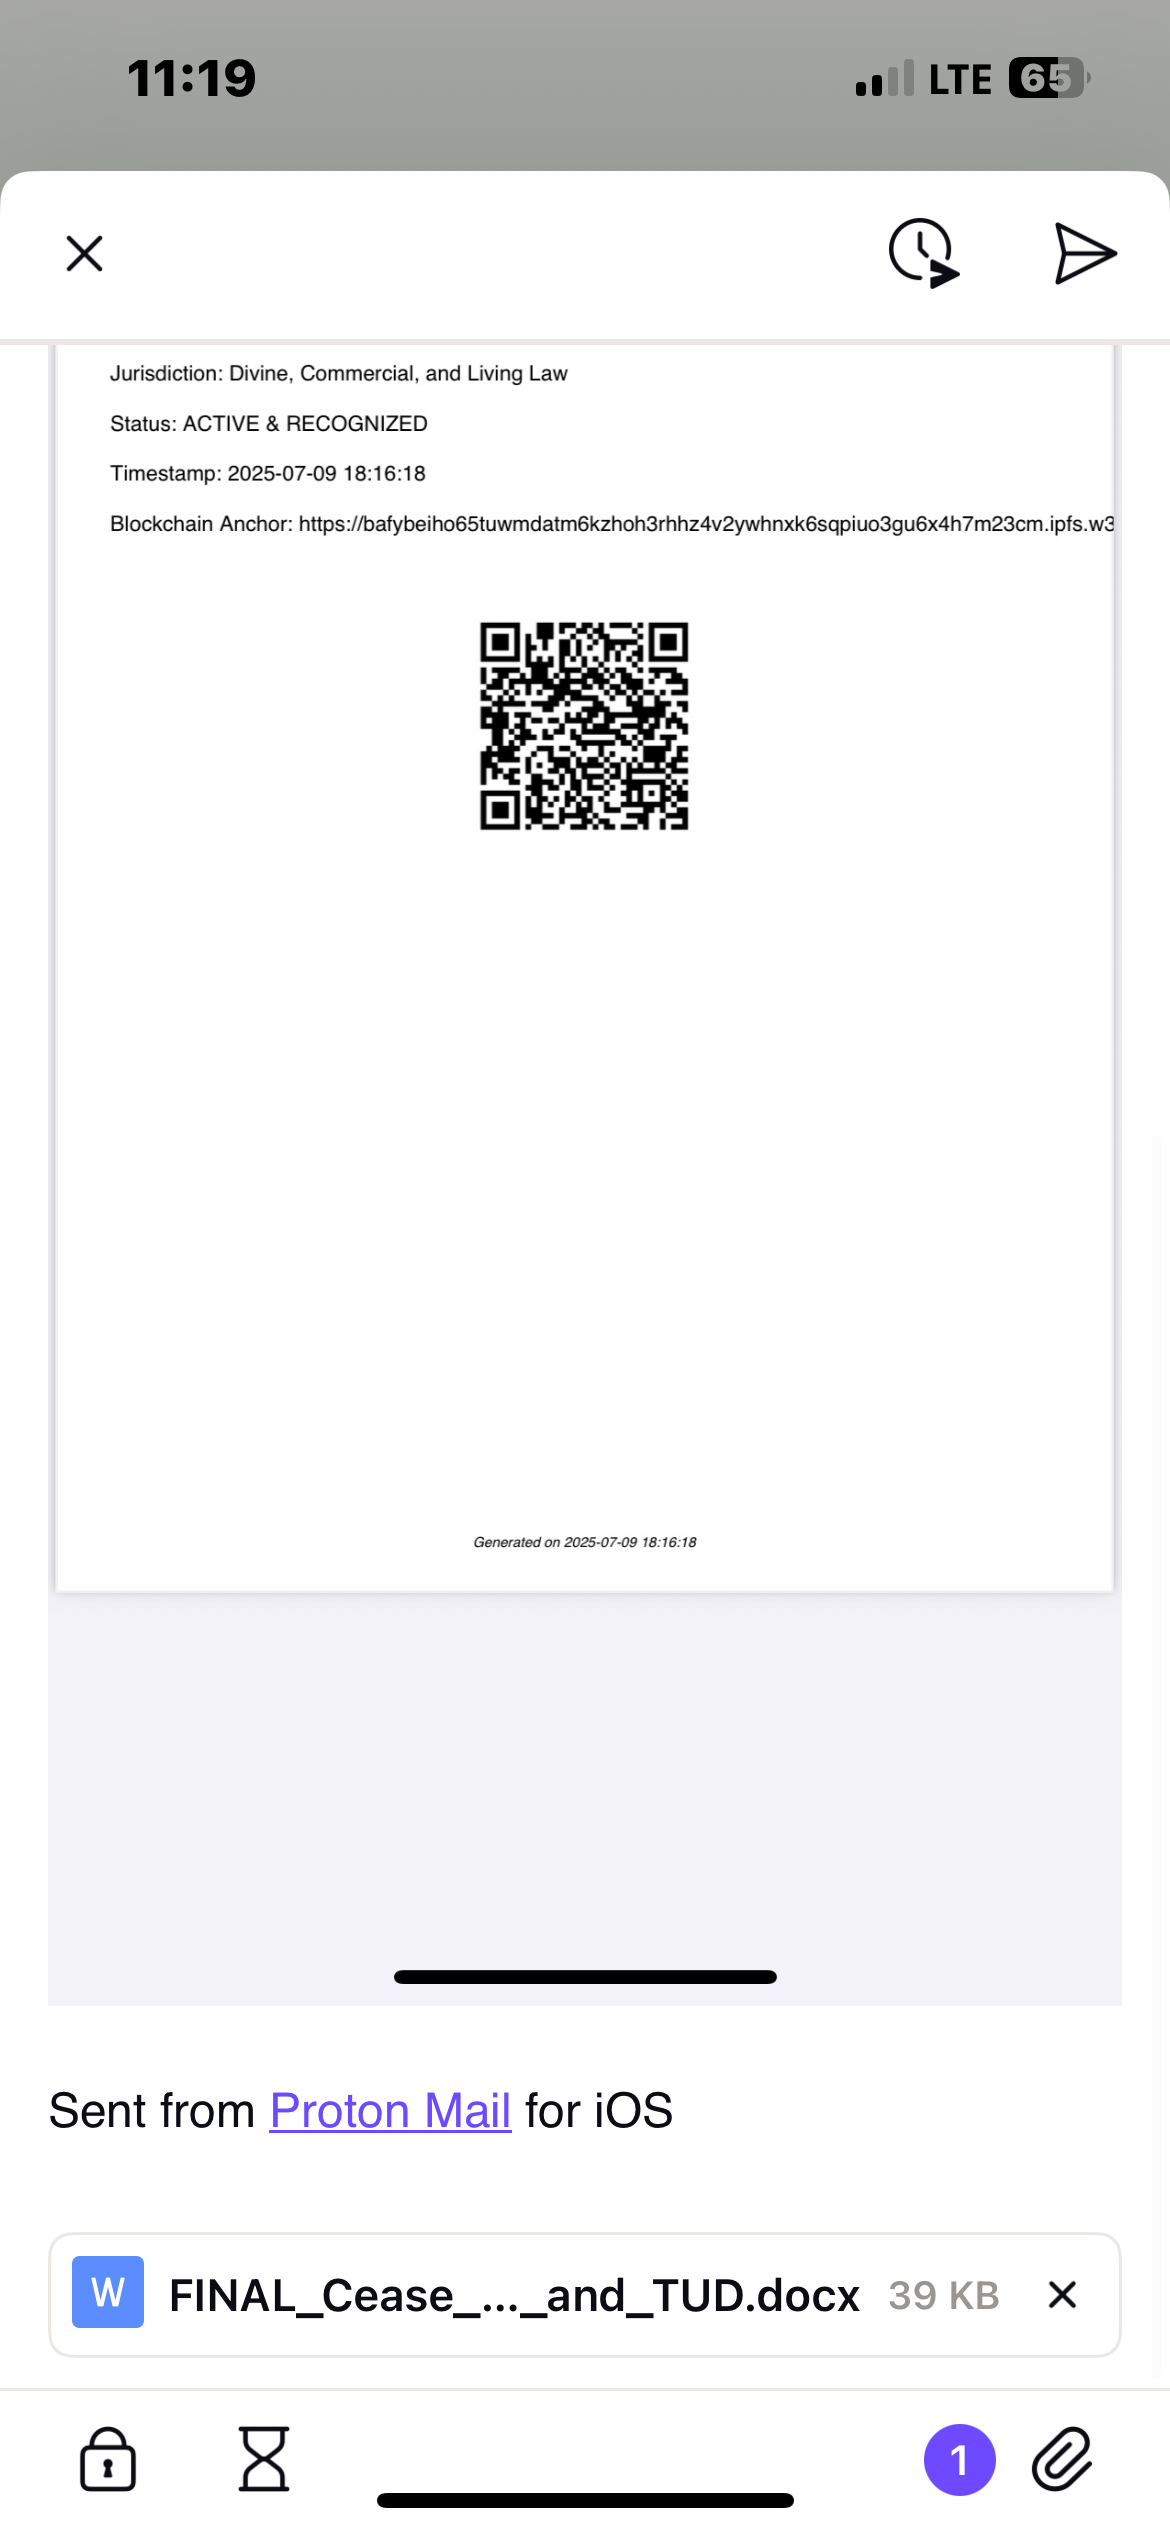 11:19
LTE 65
Jurisdiction: Divine, Commercial, and Living Law
Status: ACTIVE & RECOGNIZED
Timestamp: 2025-07-09 18:16:18
Blockchain Anchor: https://bafybeiho65tuwmdatm6kzhoh3rhhz4v2ywhnxk6sqpiuo3gu6x4h7m23cm.ipfs.w3
Generated on 2025-07-09 18:16:18
Sent from Proton Mail for iOS
W FINAL_Cease_..._and_TUD.docx 39 KB
1